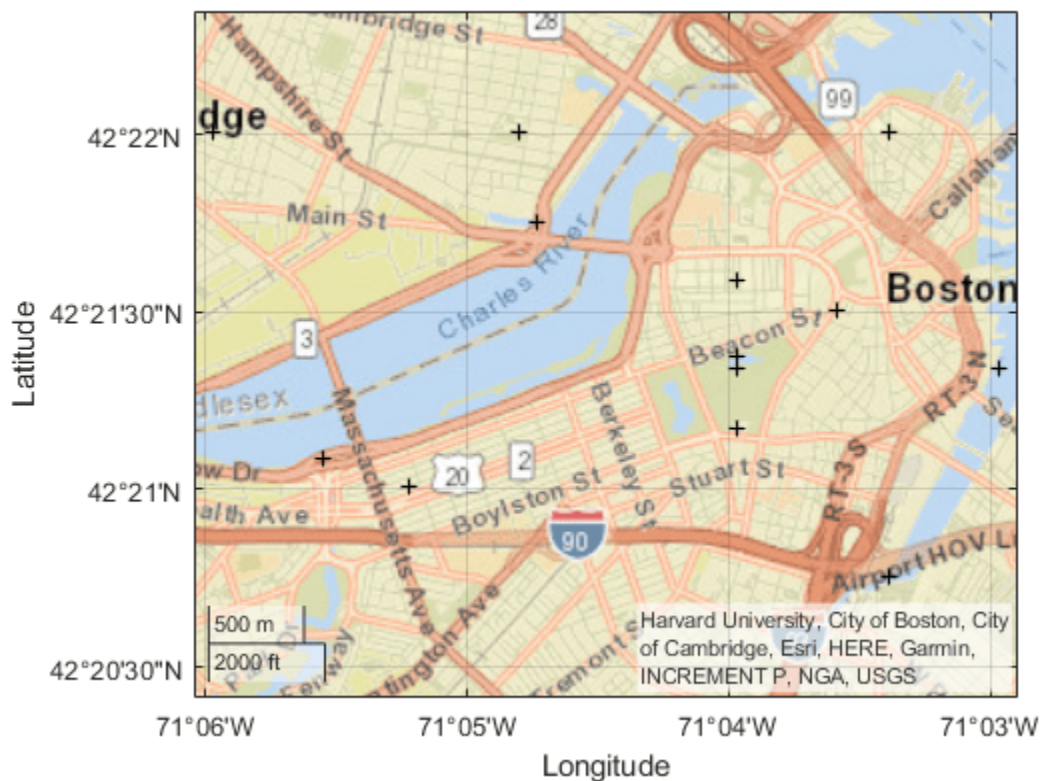 Cambridge St
28
Hampshire St
dge
99
42°22'N
Callahan
Main St
Charles River
Boston
42°21'30"N
3
Beacon St
Latitude
dlesex
Massachusetts Ave
Berkeley St
RT-3 N
ow Dr
20
2
Stuart St
RT-3 S
42°21'N
ealth Ave
Boylston St
90
Airport HOV Ln
500 m
2000 ft
Fenway
ntington Ave
Tremont S
Harvard University, City of Boston, City
of Cambridge, Esri, HERE, Garmin,
INCREMENT P, NGA, USGS
42°20'30"N
71°06'W
71°05'W
71°04'W
71°03'W
Longitude